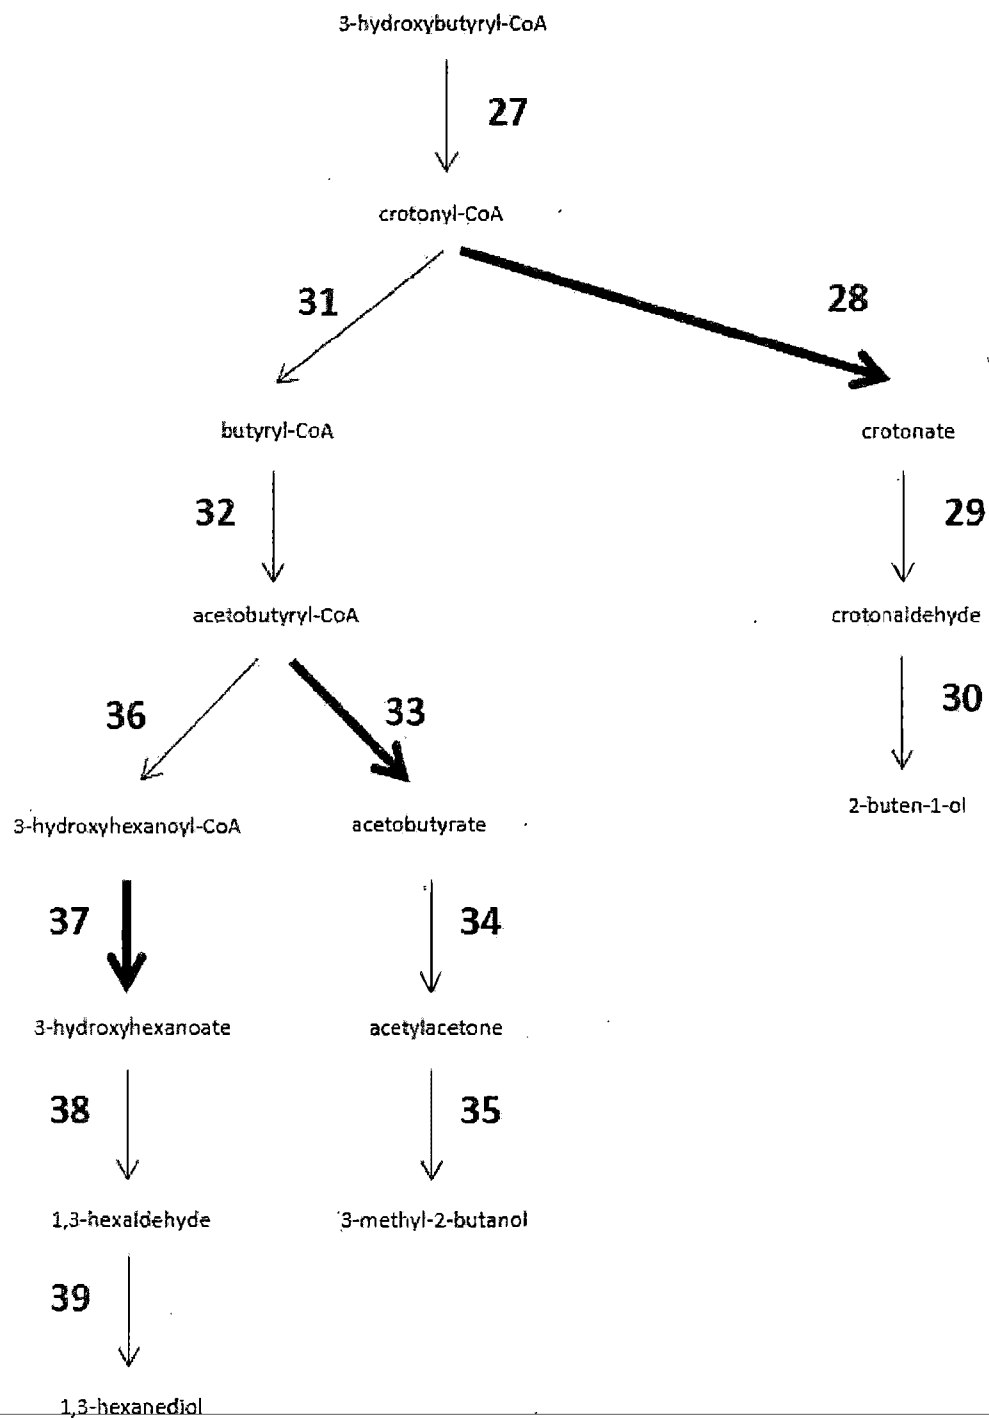 3-hydroxybutyryl-CoA
27
crotonyl-CoA
31
28
butyryl-CoA
crotonate
32
29
acetobutyryl-CoA
crotonaldehyde
36
33
30
3-hydroxyhexanoyl-CoA
acetobutyrate
2-buten-1-ol
37
34
3-hydroxyhexanoate
acetylacetone
38
35
1,3-hexaldehyde
3-methyl-2-butanol
39
1,3-hexanediol